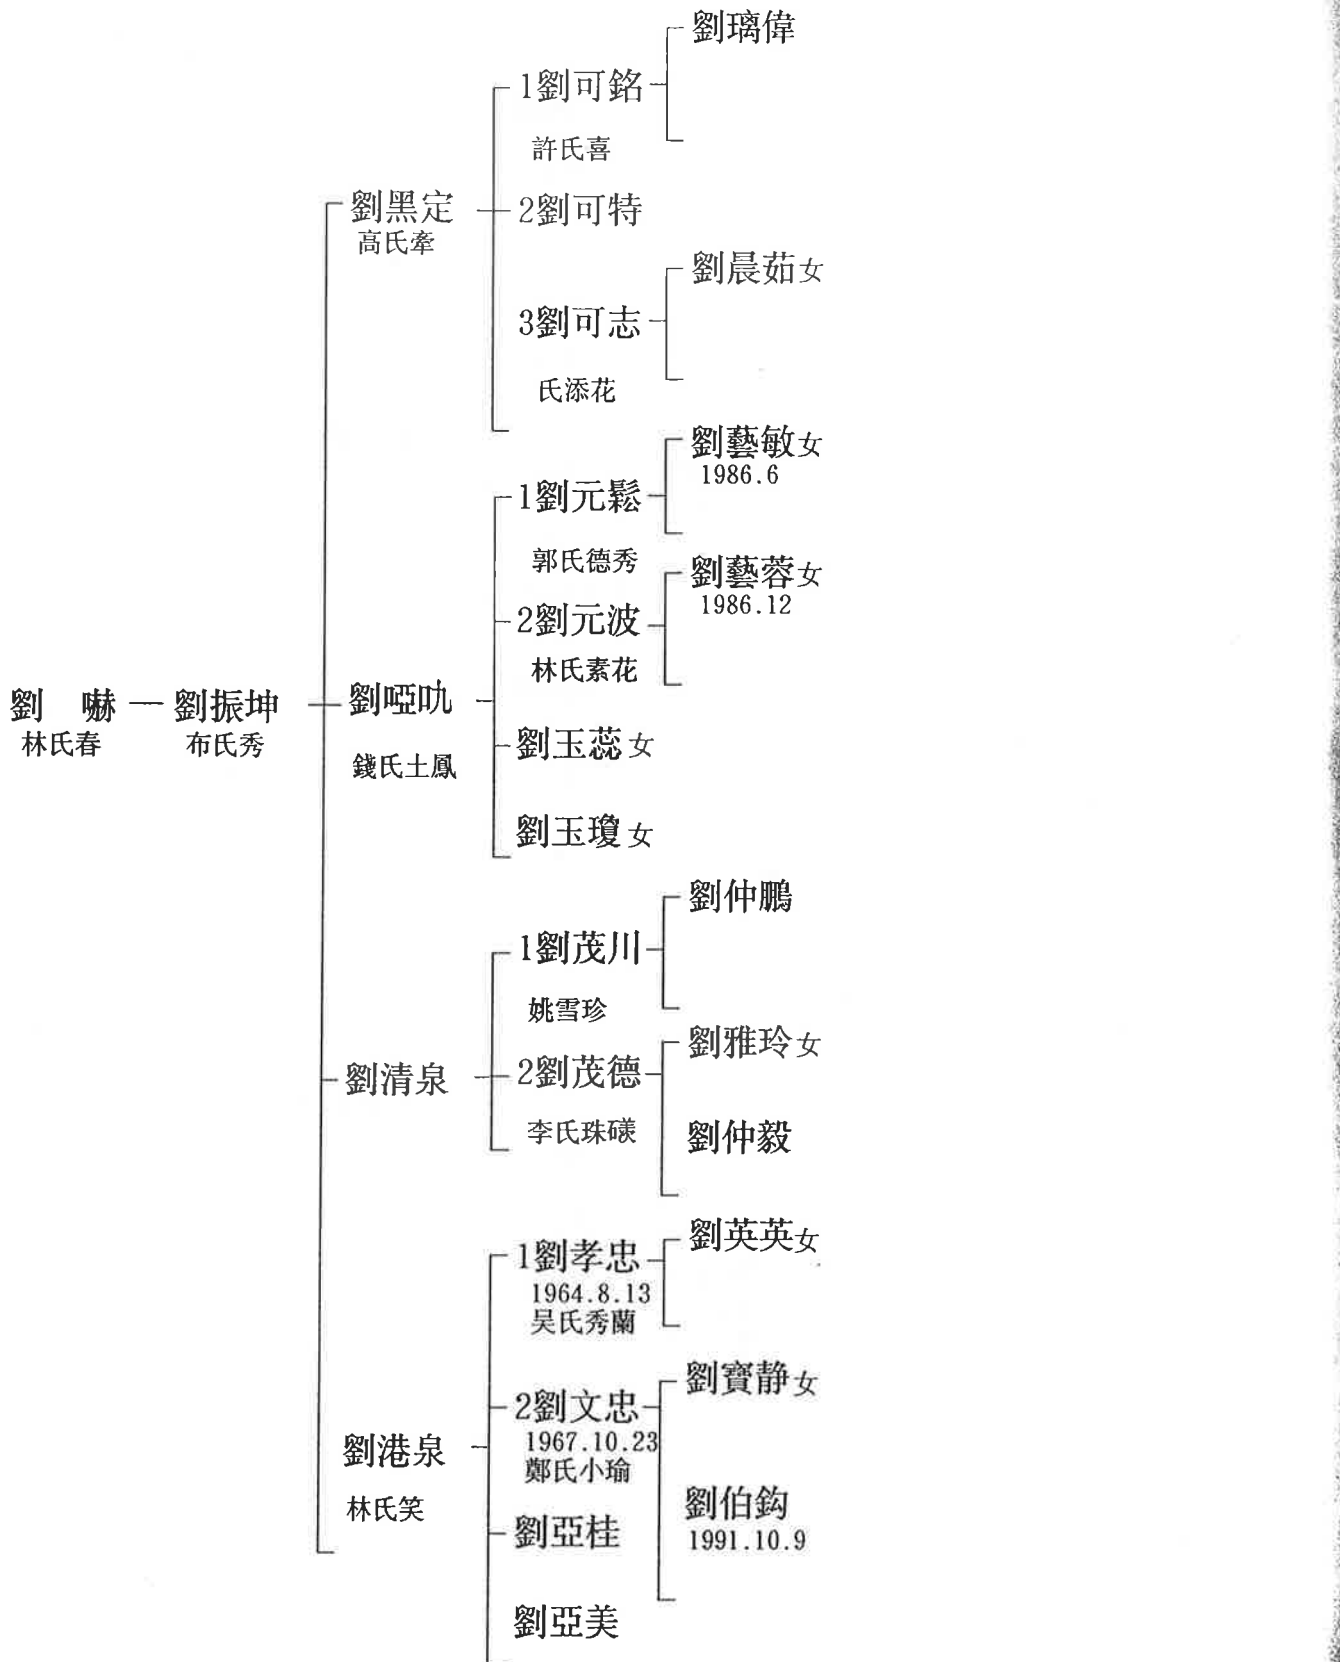 劉璃偉
1劉可銘
許氏喜
劉黑定
高氏牽
2劉可特
劉晨茹女
3劉可志
氏添花
劉藝敏女
1986.6
1劉元鬆
郭氏德秀
劉藝蓉女
1986.12
2劉元波
林氏素花
劉 嚇
林氏春
劉振坤
布氏秀
劉啞叺
錢氏土鳳
劉玉蕊女
劉玉瓊女
劉仲鵬
1劉茂川
姚雪珍
劉雅玲女
劉清泉
2劉茂德
李氏珠
劉仲毅
劉英英女
1劉孝忠
1964.8.13
吴氏秀蘭
劉寶静女
2劉文忠
1967.10.23
鄭氏小瑜
劉港泉
林氏笑
劉伯鈎
1991.10.9
劉亞桂
劉亞美